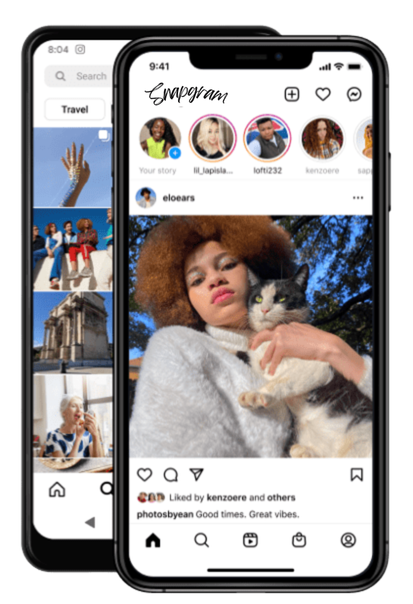 8:04
Search
Travel
9:41
Snapgram
Your story
lil_lapisla...
lofti232
kenzoere
sap
eloears
Liked by kenzoere and others
photosbyean Good times. Great vibes.